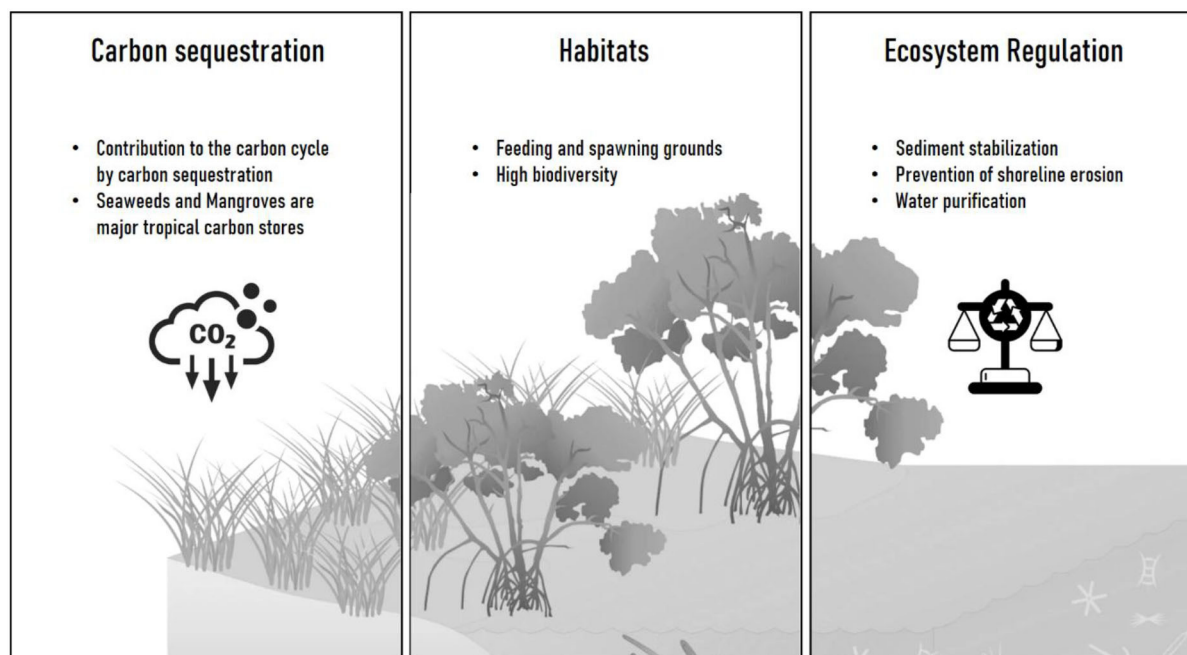 Carbon sequestration
• Contribution to the carbon cycle
by carbon sequestration
• Seaweeds and Mangroves are
major tropical carbon stores
CO₂
Habitats
• Feeding and spawning grounds
• High biodiversity
Ecosystem Regulation
• Sediment stabilization
• Prevention of shoreline erosion
• Water purification